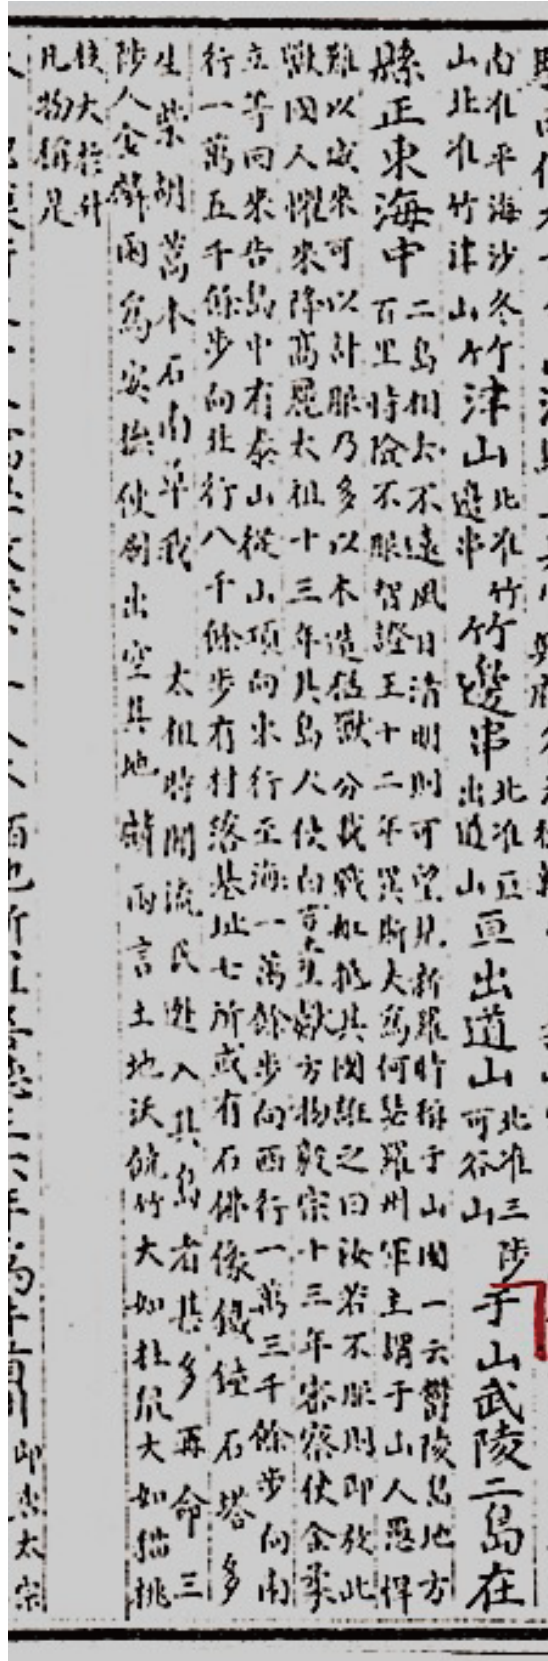 南准平海沙冬竹
山北准竹津山
竹津山
北准竹
邊串
竹邊串
北准亘
出道山
亘出道山
北准三陟
可谷山
于山武陵二島在
縣正東海中
二島相去不遠風日清明則可望見新羅時稱于山國一云鬱陵島地方
百里恃險不服智證王十二年異斯夫爲何瑟羅州軍主謂于山人愚悍
難以威來可以計服乃多以木造猛獸分載戰船抵其國誑之曰汝若不服則即放此
獸國人懼來降高麗太祖十三年其島人使白吉土豆獻方物毅宗十三年審察使金柔
立等回來告島中有泰山從山頂向東行至海一萬餘步向西行一萬三千餘步向南
行一萬五千餘步向北行八千餘步有村落基址七所或有石佛像鐵鍾石塔多
生柴胡蒿本石南草我 太祖時聞流民逃入其島者甚多再命三
陟人金麟雨爲安撫使刷出空其地麟雨言土地沃饒竹大如柱鼠大如猫桃
核大於升
凡物稱是